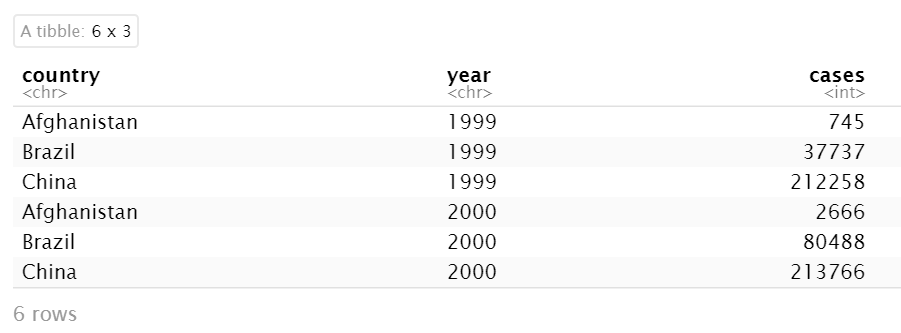 A tibble: 6 x 3
country year cases
<chr> <chr> <int>
Afghanistan 1999 745
Brazil 1999 37737
China 1999 212258
Afghanistan 2000 2666
Brazil 2000 80488
China 2000 213766
6 rows